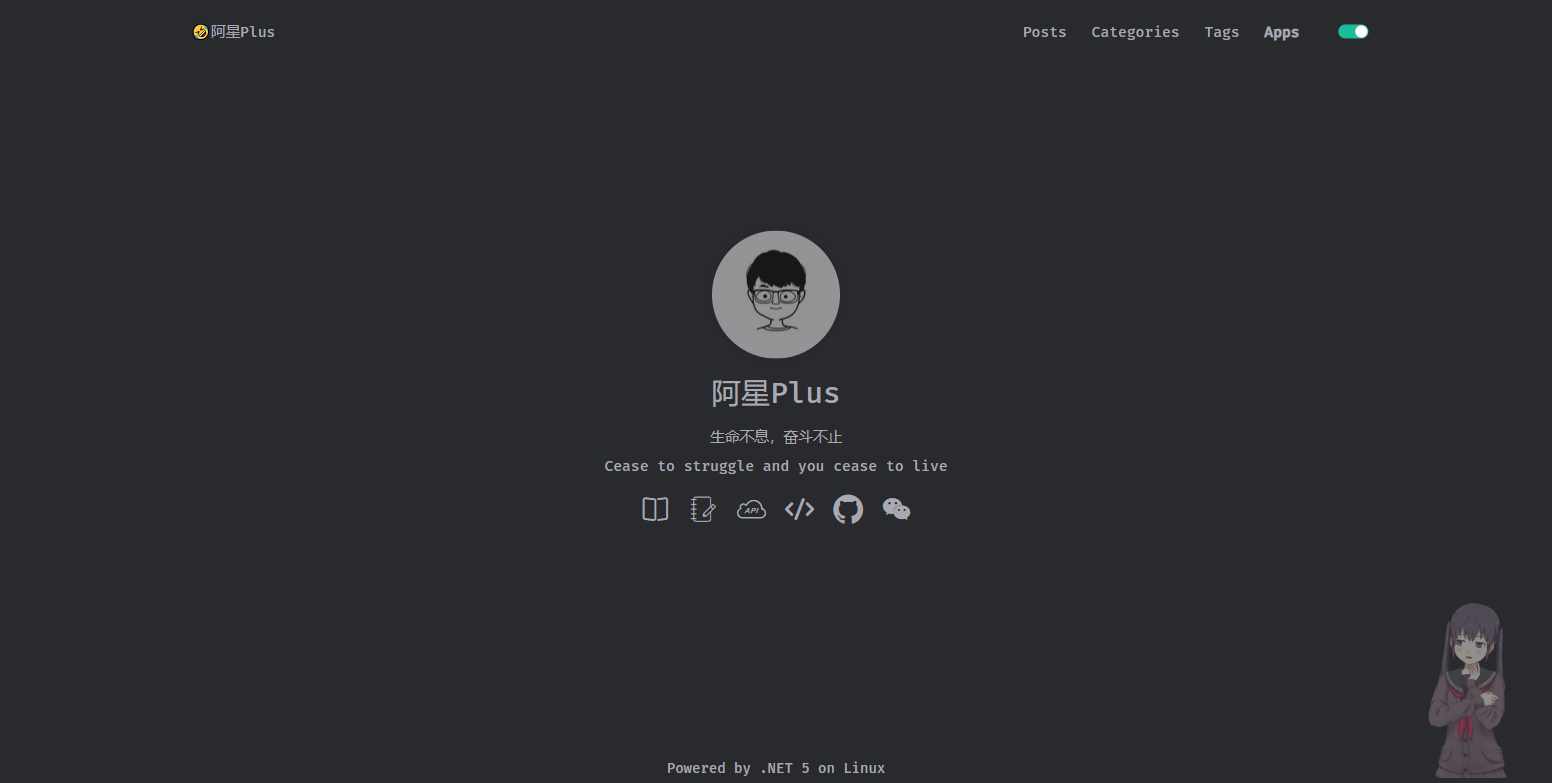 🤣阿星Plus
Posts Categories Tags Apps
阿星Plus
生命不息，奋斗不止
Cease to struggle and you cease to live
API
Powered by .NET 5 on Linux